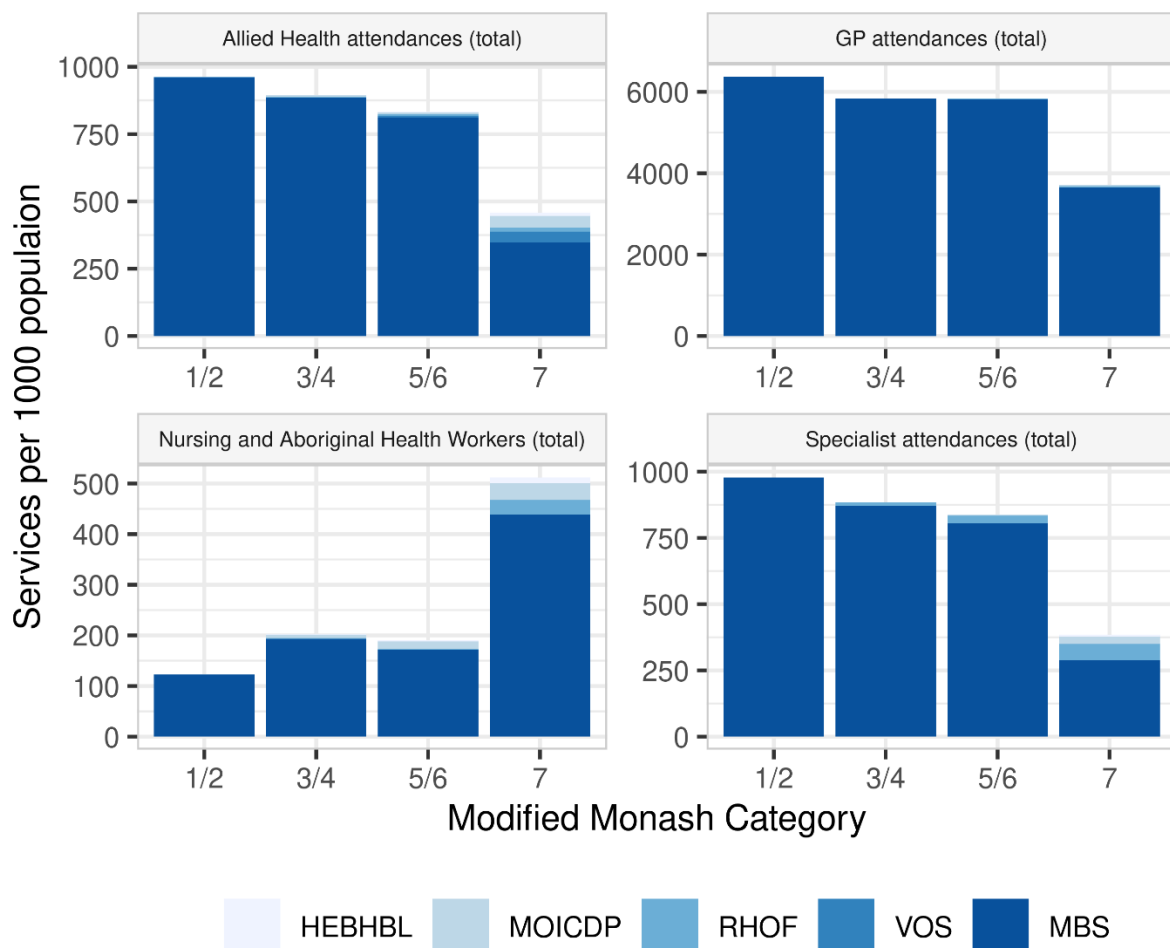 Allied Health attendances (total)
GP attendances (total)
1000
750
500
250
0
6000
4000
2000
0
1/2 3/4 5/6 7
1/2 3/4 5/6 7
Services per 1000 populaion
Nursing and Aboriginal Health Workers (total)
Specialist attendances (total)
500
400
300
200
100
0
1000
750
500
250
0
1/2 3/4 5/6 7
1/2 3/4 5/6 7
Modified Monash Category
HEBHBL MOICDP RHOF VOS MBS